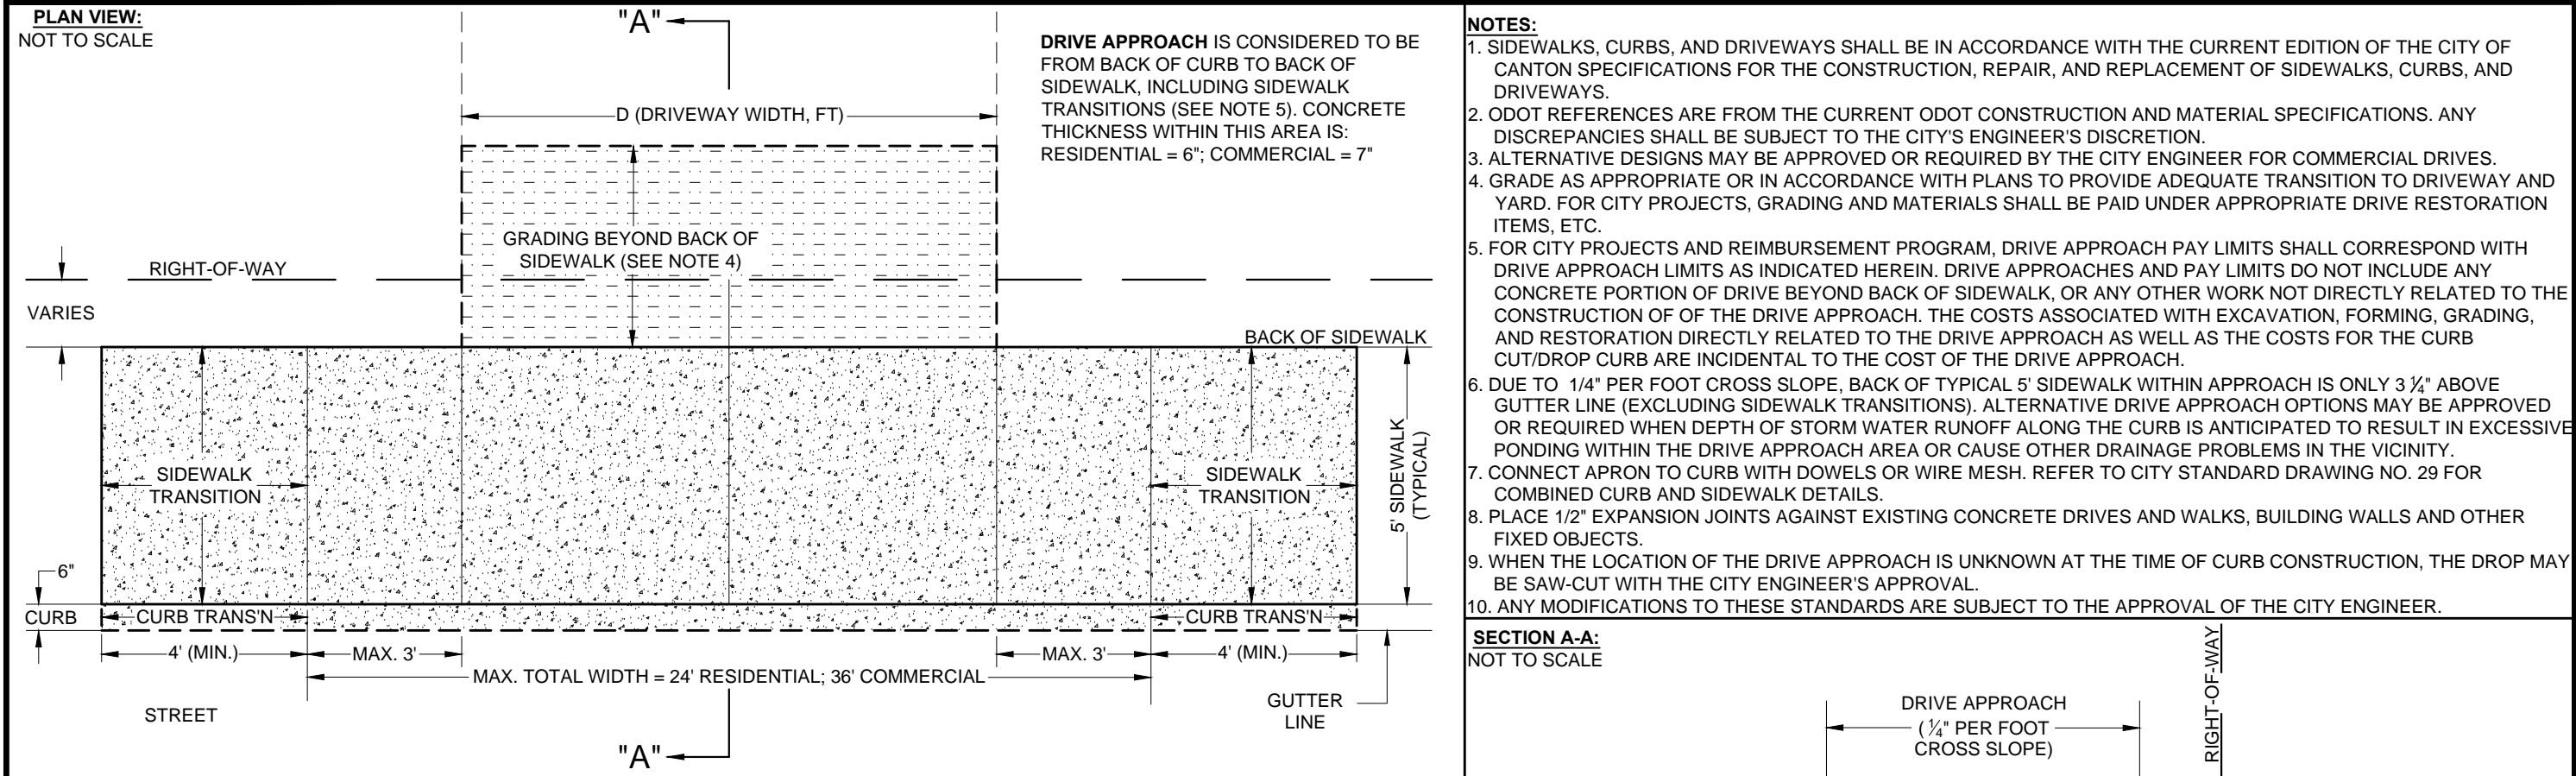 PLAN VIEW:
NOT TO SCALE
"A"
DRIVE APPROACH IS CONSIDERED TO BE
FROM BACK OF CURB TO BACK OF
SIDEWALK, INCLUDING SIDEWALK
TRANSITIONS (SEE NOTE 5). CONCRETE
THICKNESS WITHIN THIS AREA IS:
RESIDENTIAL = 6"; COMMERCIAL = 7"
D (DRIVEWAY WIDTH, FT)
GRADING BEYOND BACK OF
SIDEWALK (SEE NOTE 4)
RIGHT-OF-WAY
VARIES
BACK OF SIDEWALK
SIDEWALK
TRANSITION
SIDEWALK
TRANSITION
5' SIDEWALK
(TYPICAL)
6"
CURB
CURB TRANS'N
CURB TRANS'N
4' (MIN.)
MAX. 3'
MAX. 3'
4' (MIN.)
MAX. TOTAL WIDTH = 24' RESIDENTIAL; 36' COMMERCIAL
STREET
GUTTER
LINE
"A"
NOTES:
1. SIDEWALKS, CURBS, AND DRIVEWAYS SHALL BE IN ACCORDANCE WITH THE CURRENT EDITION OF THE CITY OF
CANTON SPECIFICATIONS FOR THE CONSTRUCTION, REPAIR, AND REPLACEMENT OF SIDEWALKS, CURBS, AND
DRIVEWAYS.
2. ODOT REFERENCES ARE FROM THE CURRENT ODOT CONSTRUCTION AND MATERIAL SPECIFICATIONS. ANY
DISCREPANCIES SHALL BE SUBJECT TO THE CITY'S ENGINEER'S DISCRETION.
3. ALTERNATIVE DESIGNS MAY BE APPROVED OR REQUIRED BY THE CITY ENGINEER FOR COMMERCIAL DRIVES.
4. GRADE AS APPROPRIATE OR IN ACCORDANCE WITH PLANS TO PROVIDE ADEQUATE TRANSITION TO DRIVEWAY AND
YARD. FOR CITY PROJECTS, GRADING AND MATERIALS SHALL BE PAID UNDER APPROPRIATE DRIVE RESTORATION
ITEMS, ETC.
5. FOR CITY PROJECTS AND REIMBURSEMENT PROGRAM, DRIVE APPROACH PAY LIMITS SHALL CORRESPOND WITH
DRIVE APPROACH LIMITS AS INDICATED HEREIN. DRIVE APPROACHES AND PAY LIMITS DO NOT INCLUDE ANY
CONCRETE PORTION OF DRIVE BEYOND BACK OF SIDEWALK, OR ANY OTHER WORK NOT DIRECTLY RELATED TO THE
CONSTRUCTION OF OF THE DRIVE APPROACH. THE COSTS ASSOCIATED WITH EXCAVATION, FORMING, GRADING,
AND RESTORATION DIRECTLY RELATED TO THE DRIVE APPROACH AS WELL AS THE COSTS FOR THE CURB
CUT/DROP CURB ARE INCIDENTAL TO THE COST OF THE DRIVE APPROACH.
6. DUE TO 1/4" PER FOOT CROSS SLOPE, BACK OF TYPICAL 5' SIDEWALK WITHIN APPROACH IS ONLY 3 ¼" ABOVE
GUTTER LINE (EXCLUDING SIDEWALK TRANSITIONS). ALTERNATIVE DRIVE APPROACH OPTIONS MAY BE APPROVED
OR REQUIRED WHEN DEPTH OF STORM WATER RUNOFF ALONG THE CURB IS ANTICIPATED TO RESULT IN EXCESSIVE
PONDING WITHIN THE DRIVE APPROACH AREA OR CAUSE OTHER DRAINAGE PROBLEMS IN THE VICINITY.
7. CONNECT APRON TO CURB WITH DOWELS OR WIRE MESH. REFER TO CITY STANDARD DRAWING NO. 29 FOR
COMBINED CURB AND SIDEWALK DETAILS.
8. PLACE 1/2" EXPANSION JOINTS AGAINST EXISTING CONCRETE DRIVES AND WALKS, BUILDING WALLS AND OTHER
FIXED OBJECTS.
9. WHEN THE LOCATION OF THE DRIVE APPROACH IS UNKNOWN AT THE TIME OF CURB CONSTRUCTION, THE DROP MAY
BE SAW-CUT WITH THE CITY ENGINEER'S APPROVAL.
10. ANY MODIFICATIONS TO THESE STANDARDS ARE SUBJECT TO THE APPROVAL OF THE CITY ENGINEER.
SECTION A-A:
NOT TO SCALE
DRIVE APPROACH
(¼" PER FOOT
CROSS SLOPE)
RIGHT-OF-WAY